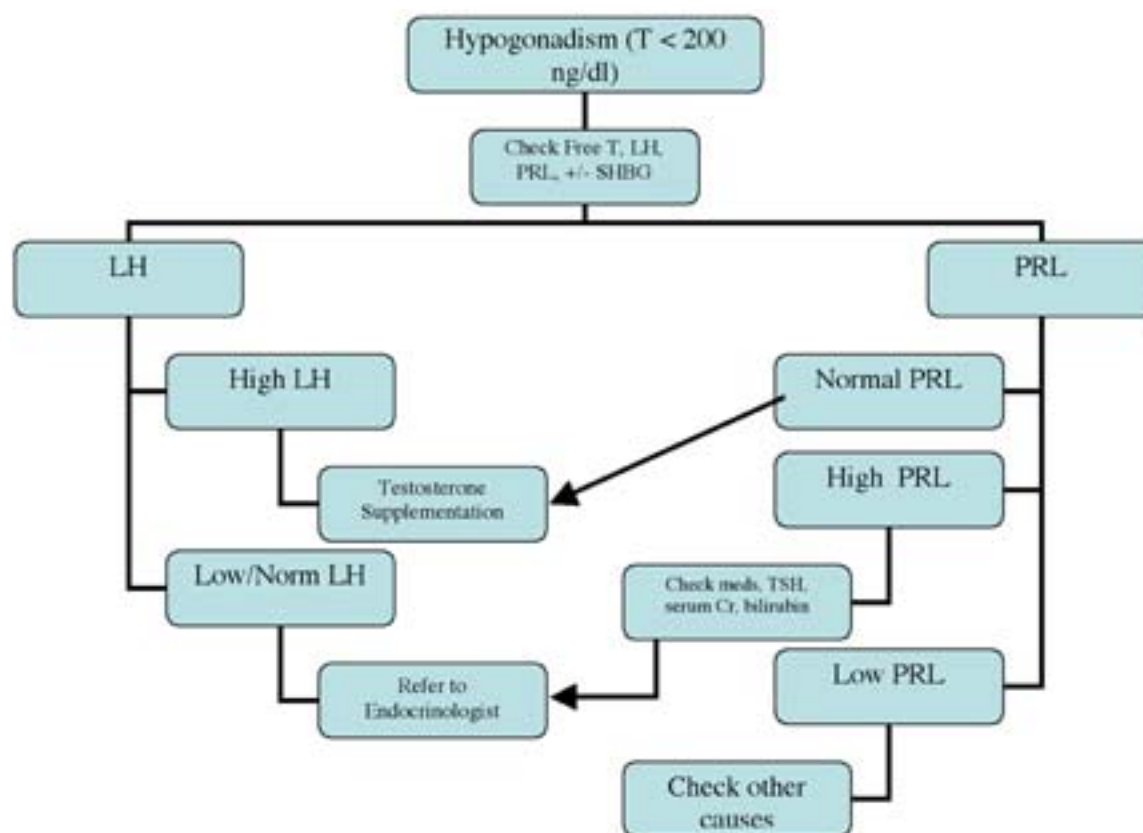 Hypogonadism (T < 200
ng/dl)
Check Free T, LH,
PRL, +/- SHBG
LH
PRL
High LH
Normal PRL
Testosterone
Supplementation
High PRL
Low/Norm LH
Check meds, TSH,
serum Cr, bilirubin
Refer to
Endocrinologist
Low PRL
Check other
causes